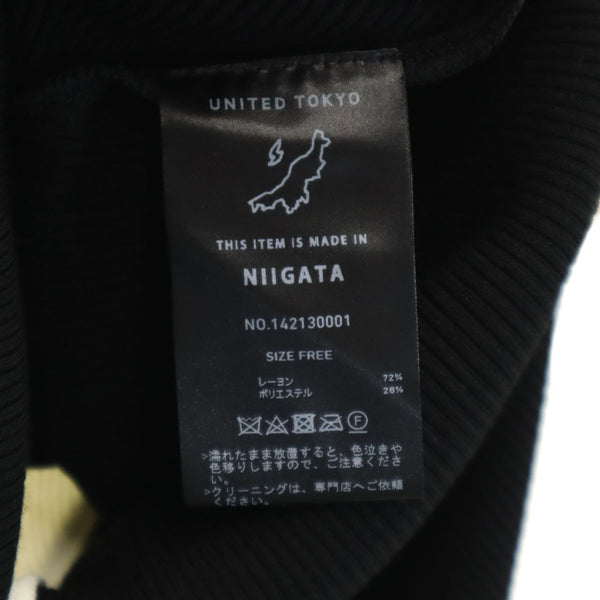 UNITED TOKYO
THIS ITEM IS MADE IN
NIIGATA
NO.142130001
SIZE FREE
レーヨン 72%
ポリエステル 28%
>濡れたまま放置すると、色泣きや
色移りしますので、ご注意くださ
い。
>クリーニングは、専門店へご依頼
ください。